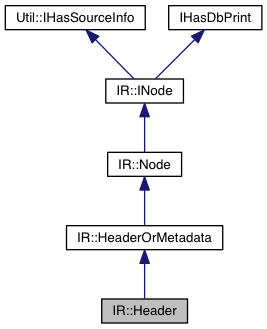 Util::IHasSourceInfo
IHasDbPrint
IR::INode
IR::Node
IR::HeaderOrMetadata
IR::Header